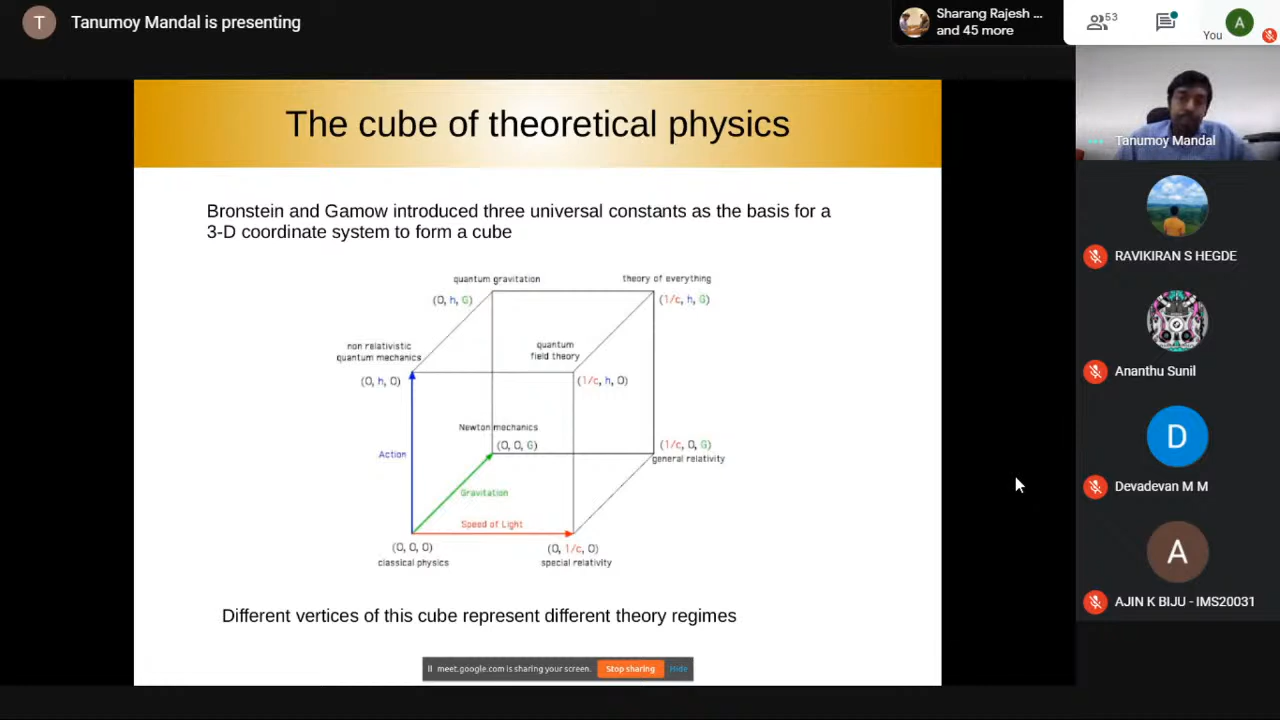 T
Tanumoy Mandal is presenting
Sharang Rajesh ...
and 45 more
53
You
A
The cube of theoretical physics
Bronstein and Gamow introduced three universal constants as the basis for a
3-D coordinate system to form a cube
quantum gravitation
theory of everything
(0, h, G)
(1/c, h, G)
non relativistic
quantum mechanics
quantum
field theory
(0, h, 0)
(1/c, h, 0)
Newton mechanics
(0, 0, G)
(1/c, 0, G)
general relativity
Action
Gravitation
Speed of Light
(0, 0, 0)
classical physics
(0, 1/c, 0)
special relativity
Different vertices of this cube represent different theory regimes
meet.google.com is sharing your screen.
Stop sharing
Hide
Tanumoy Mandal
RAVIKIRAN S HEGDE
Ananthu Sunil
D
Devadevan M M
A
AJIN K BIJU - IMS20031